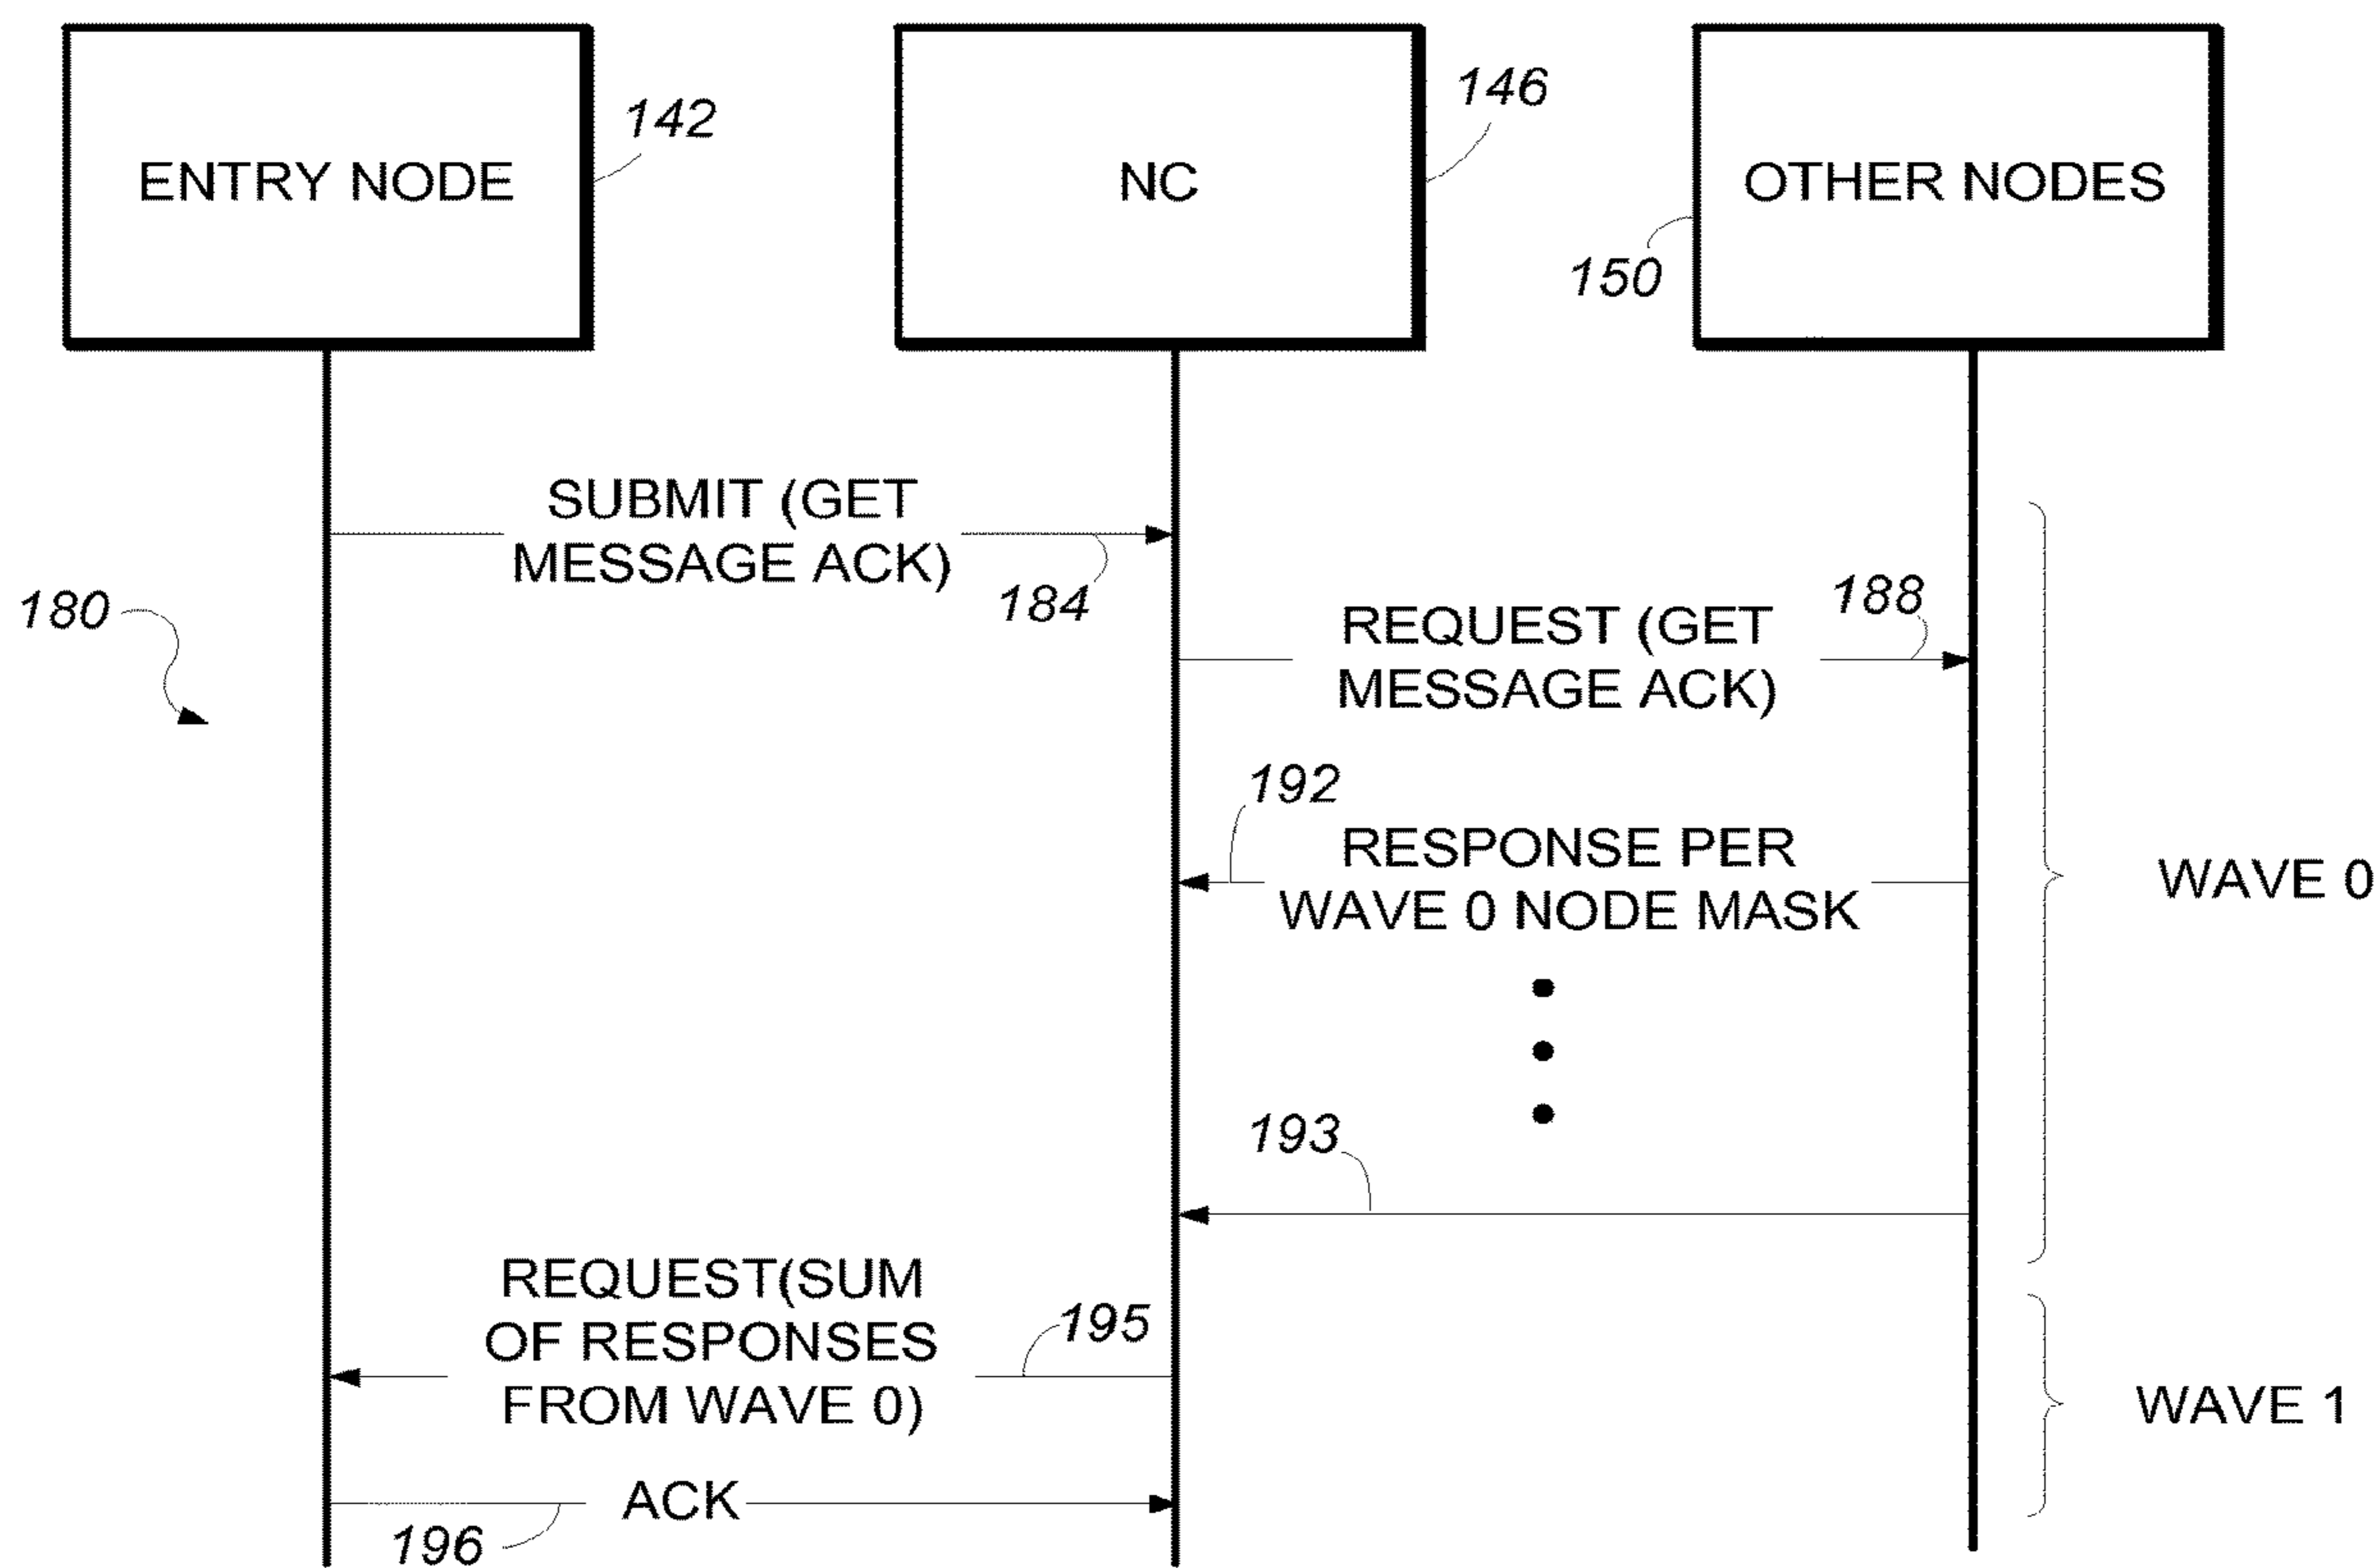 ENTRY NODE
142
NC
146
OTHER NODES
150
SUBMIT (GET
MESSAGE ACK)
184
180
REQUEST (GET
MESSAGE ACK)
188
192
RESPONSE PER
WAVE 0 NODE MASK
WAVE 0
193
REQUEST(SUM
OF RESPONSES
FROM WAVE 0)
195
WAVE 1
ACK
196